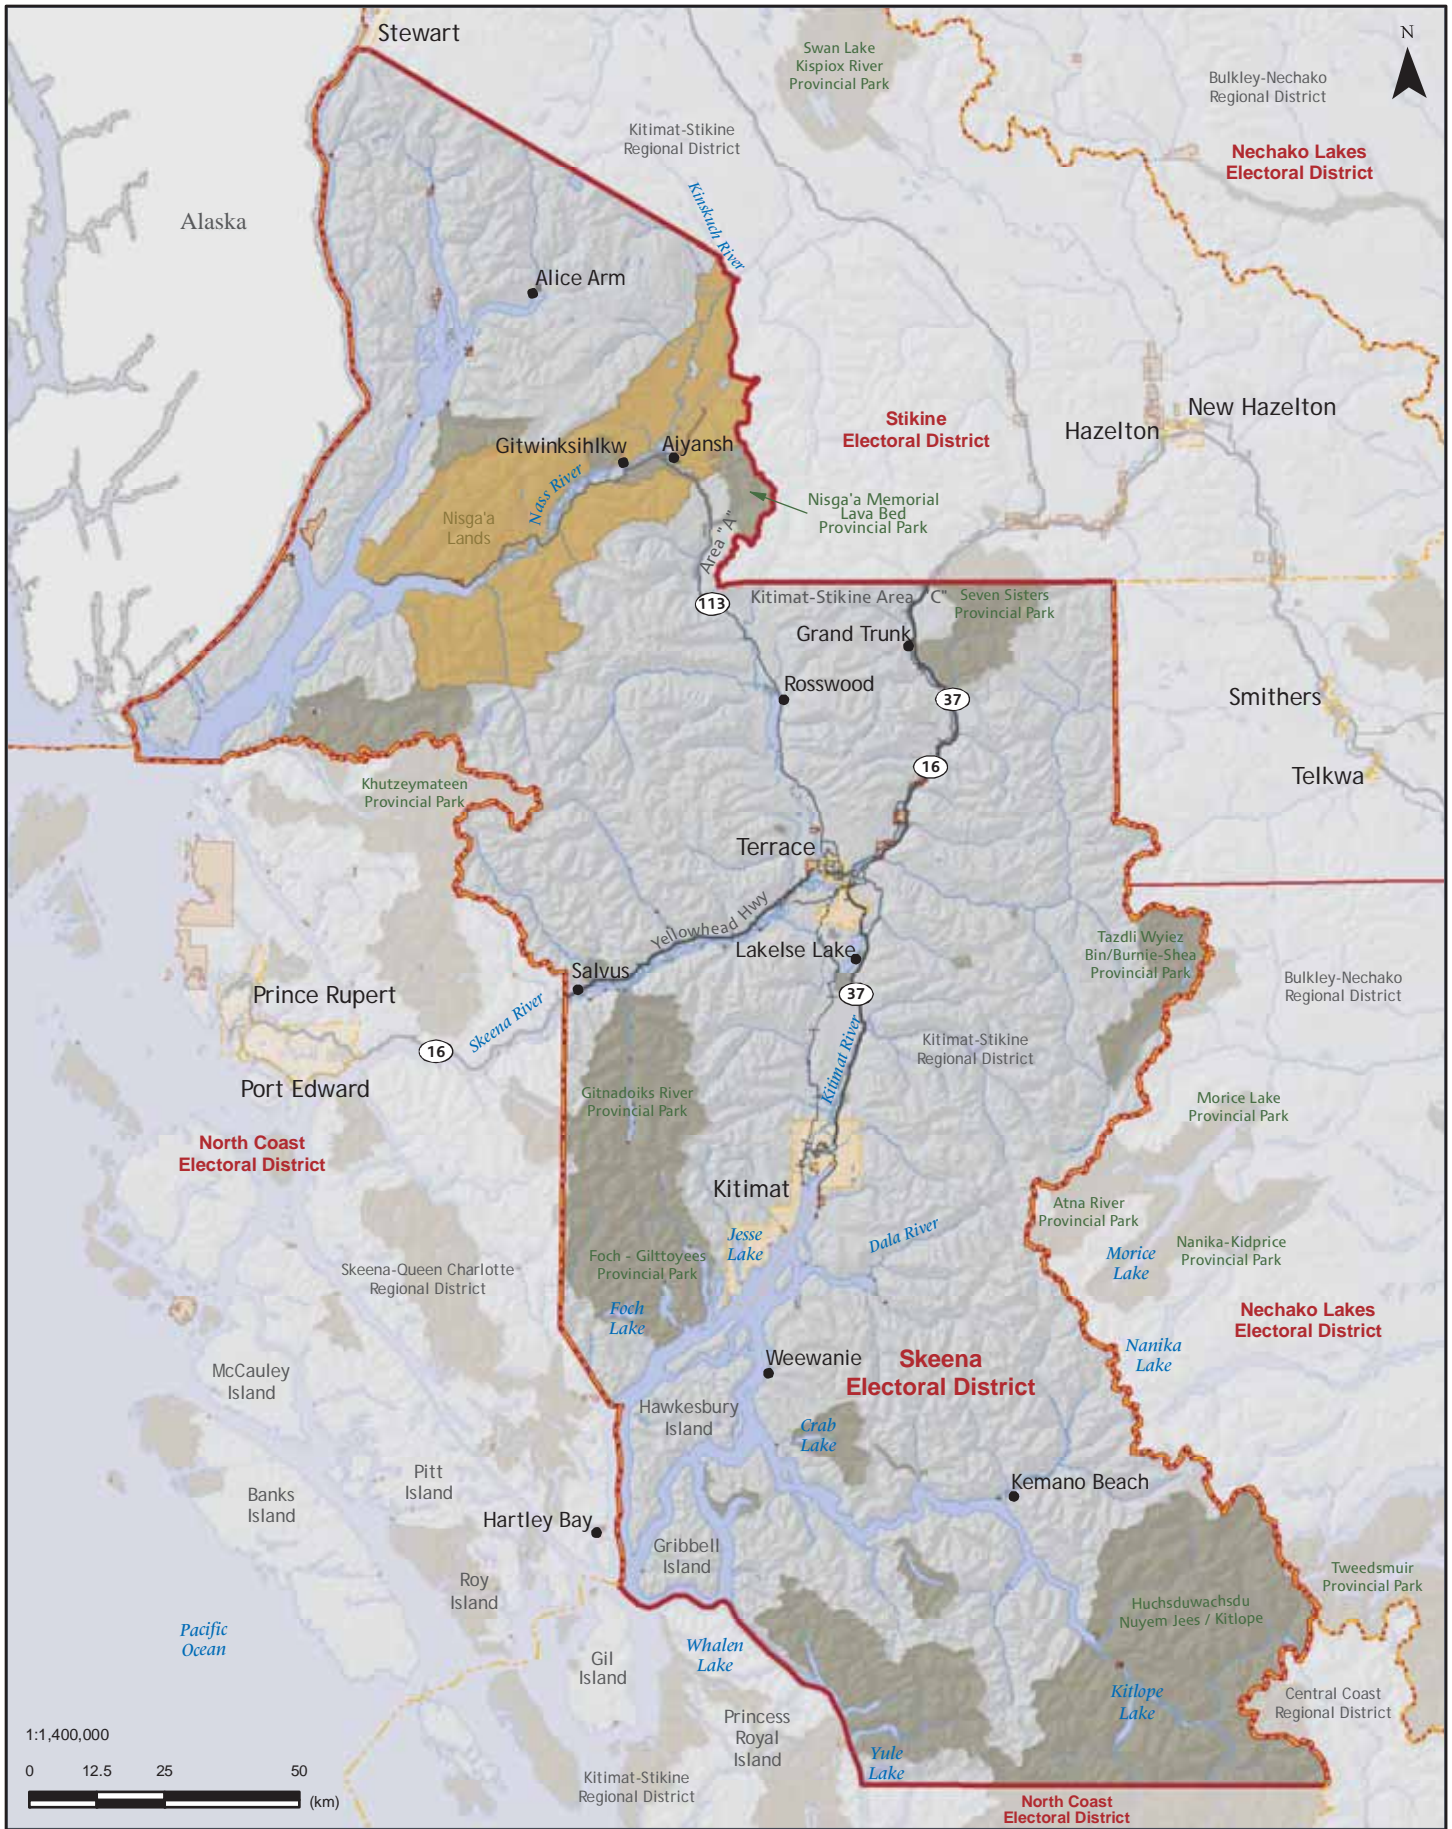 Stewart
N
Swan Lake
Kispiox River
Provincial Park
Bulkley-Nechako
Regional District
Kitimat-Stikine
Regional District
Nechako Lakes
Electoral District
Kinskuch River
Alaska
Alice Arm
Stikine
Electoral District
New Hazelton
Hazelton
Gitwinksihlkw
Aiyansh
Nass River
Nisga'a
Lands
Nisga'a Memorial
Lava Bed
Provincial Park
Area "A"
113
Kitimat-Stikine Area "C"
Seven Sisters
Provincial Park
Grand Trunk
Rosswood
37
Smithers
16
Telkwa
Khutzeymateen
Provincial Park
Terrace
Yellowhead Hwy
Lakelse Lake
Tazdli Wyiez
Bin/Burnie-Shea
Provincial Park
Salvus
Prince Rupert
Skeena River
37
Bulkley-Nechako
Regional District
16
Kitimat River
Kitimat-Stikine
Regional District
Port Edward
Gitnadoiks River
Provincial Park
Morice Lake
Provincial Park
North Coast
Electoral District
Kitimat
Atna River
Provincial Park
Jesse
Lake
Dala River
Nanika-Kidprice
Provincial Park
Morice
Lake
Skeena-Queen Charlotte
Regional District
Foch - Gilttoyees
Provincial Park
Foch
Lake
Nechako Lakes
Electoral District
Nanika
Lake
Weewanie
Skeena
Electoral District
McCauley
Island
Hawkesbury
Island
Crab
Lake
Pitt
Island
Banks
Island
Kemano Beach
Hartley Bay
Gribbell
Island
Roy
Island
Tweedsmuir
Provincial Park
Huchsduwachsdu
Nuyem Jees / Kitlope
Pacific
Ocean
Whalen
Lake
Gil
Island
Kitlope
Lake
Central Coast
Regional District
Princess
Royal
Island
1:1,400,000
Yule
Lake
0 12.5 25 50
(km)
Kitimat-Stikine
Regional District
North Coast
Electoral District